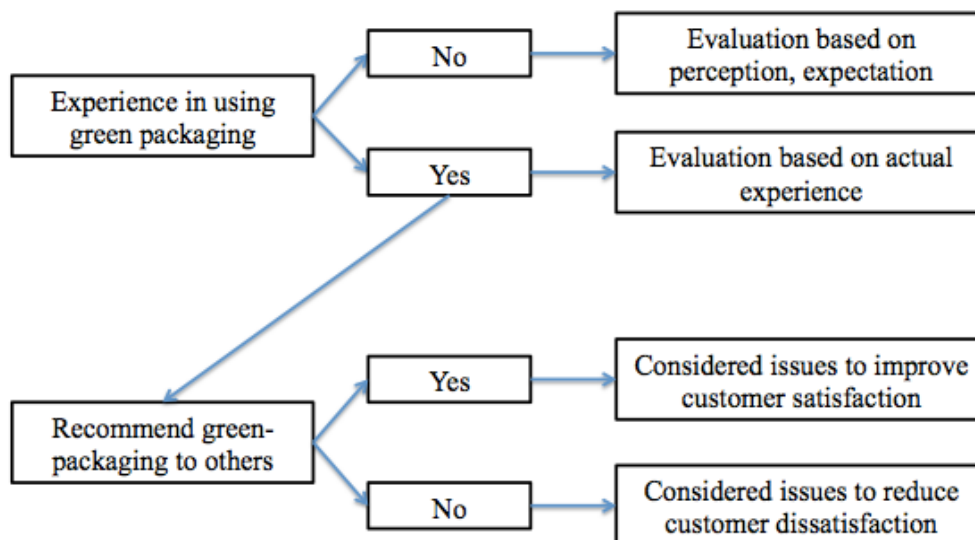 No
Evaluation based on
perception, expectation
Experience in using
green packaging
Yes
Evaluation based on actual
experience
Yes
Considered issues to improve
customer satisfaction
Recommend green-
packaging to others
No
Considered issues to reduce
customer dissatisfaction